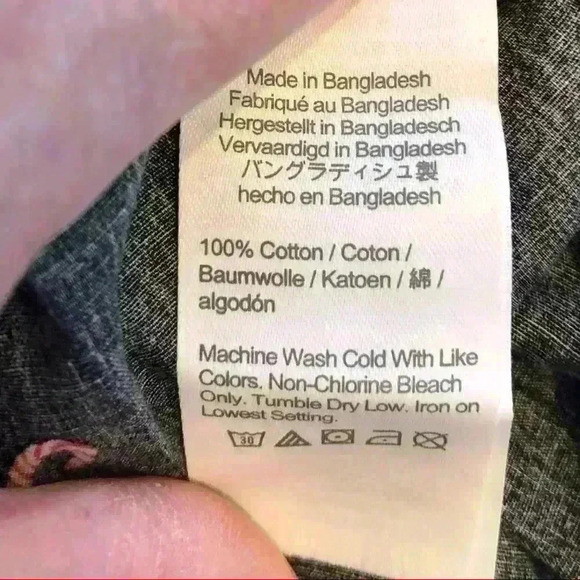 Made in Bangladesh
Fabriqué au Bangladesh
Hergestellt in Bangladesch
Vervaardigd in Bangladesh
バングラディシュ製
hecho en Bangladesh
100% Cotton / Coton /
Baumwolle / Katoen / 綿 /
algodón
Machine Wash Cold With Like
Colors. Non-Chlorine Bleach
Only. Tumble Dry Low. Iron on
Lowest Setting.
30